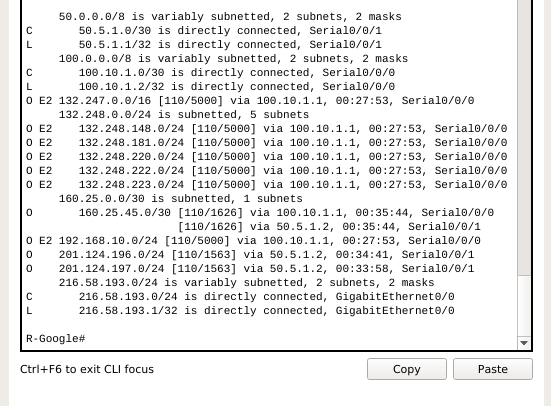 50.0.0.0/8 is variably subnetted, 2 subnets, 2 masks
C 50.5.1.0/30 is directly connected, Serial0/0/1
L 50.5.1.1/32 is directly connected, Serial0/0/1
100.0.0.0/8 is variably subnetted, 2 subnets, 2 masks
C 100.10.1.0/30 is directly connected, Serial0/0/0
L 100.10.1.2/32 is directly connected, Serial0/0/0
O E2 132.247.0.0/16 [110/5000] via 100.10.1.1, 00:27:53, Serial0/0/0
132.248.0.0/24 is subnetted, 5 subnets
O E2 132.248.148.0/24 [110/5000] via 100.10.1.1, 00:27:53, Serial0/0/0
O E2 132.248.181.0/24 [110/5000] via 100.10.1.1, 00:27:53, Serial0/0/0
O E2 132.248.220.0/24 [110/5000] via 100.10.1.1, 00:27:53, Serial0/0/0
O E2 132.248.222.0/24 [110/5000] via 100.10.1.1, 00:27:53, Serial0/0/0
O E2 132.248.223.0/24 [110/5000] via 100.10.1.1, 00:27:53, Serial0/0/0
160.25.0.0/30 is subnetted, 1 subnets
O 160.25.45.0/30 [110/1626] via 100.10.1.1, 00:35:44, Serial0/0/0
[110/1626] via 50.5.1.2, 00:35:44, Serial0/0/1
O E2 192.168.10.0/24 [110/5000] via 100.10.1.1, 00:27:53, Serial0/0/0
O 201.124.196.0/24 [110/1563] via 50.5.1.2, 00:34:41, Serial0/0/1
O 201.124.197.0/24 [110/1563] via 50.5.1.2, 00:33:58, Serial0/0/1
216.58.193.0/24 is variably subnetted, 2 subnets, 2 masks
C 216.58.193.0/24 is directly connected, GigabitEthernet0/0
L 216.58.193.1/32 is directly connected, GigabitEthernet0/0
R-Google#
Ctrl+F6 to exit CLI focus
Copy
Paste